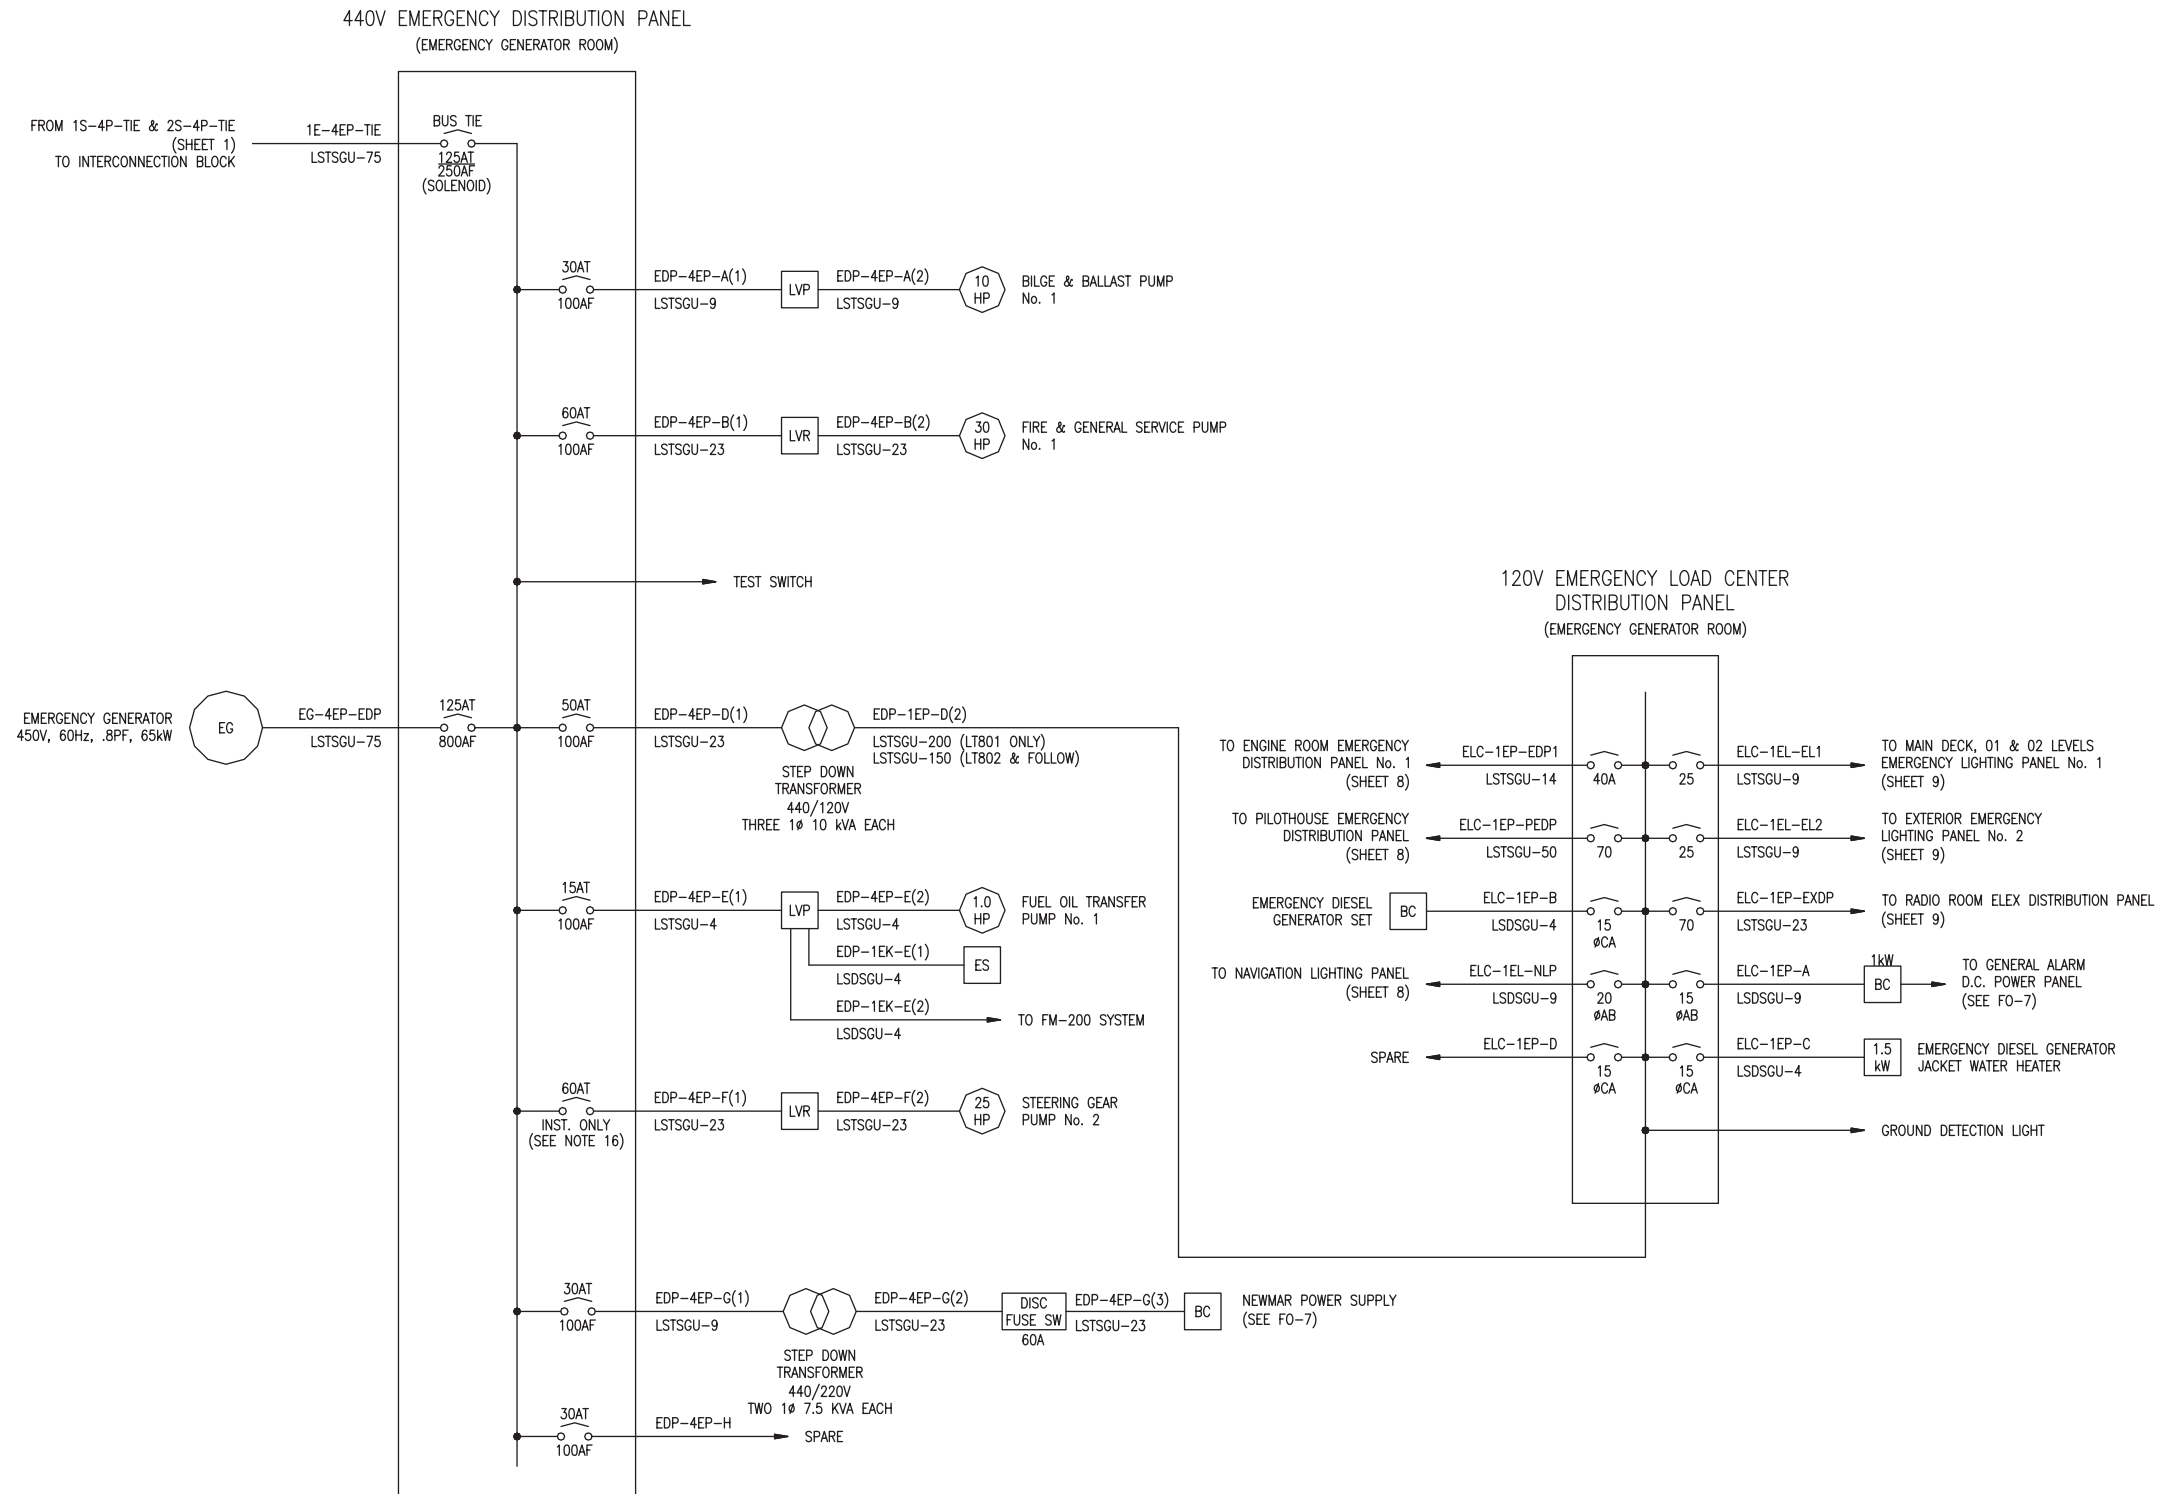 440V EMERGENCY DISTRIBUTION PANEL
(EMERGENCY GENERATOR ROOM)
FROM 1S-4P-TIE & 2S-4P-TIE
(SHEET 1)
TO INTERCONNECTION BLOCK
1E-4EP-TIE
LSTSGU-75
BUS TIE
125AT
250AF
(SOLENOID)
30AT
100AF
EDP-4EP-A(1)
LSTSGU-9
LVP
EDP-4EP-A(2)
LSTSGU-9
10
HP
BILGE & BALLAST PUMP
No. 1
60AT
100AF
EDP-4EP-B(1)
LSTSGU-23
LVR
EDP-4EP-B(2)
LSTSGU-23
30
HP
FIRE & GENERAL SERVICE PUMP
No. 1
TEST SWITCH
EMERGENCY GENERATOR
450V, 60Hz, .8PF, 65kW
EG
EG-4EP-EDP
LSTSGU-75
125AT
800AF
50AT
100AF
EDP-4EP-D(1)
LSTSGU-23
STEP DOWN
TRANSFORMER
440/120V
THREE 1ø 10 kVA EACH
EDP-1EP-D(2)
LSTSGU-200 (LT801 ONLY)
LSTSGU-150 (LT802 & FOLLOW)
15AT
100AF
EDP-4EP-E(1)
LSTSGU-4
LVP
EDP-4EP-E(2)
LSTSGU-4
1.0
HP
FUEL OIL TRANSFER
PUMP No. 1
EDP-1EK-E(1)
LSDSGU-4
ES
EDP-1EK-E(2)
LSDSGU-4
TO FM-200 SYSTEM
60AT
INST. ONLY
(SEE NOTE 16)
EDP-4EP-F(1)
LSTSGU-23
LVR
EDP-4EP-F(2)
LSTSGU-23
25
HP
STEERING GEAR
PUMP No. 2
30AT
100AF
EDP-4EP-G(1)
LSTSGU-9
STEP DOWN
TRANSFORMER
440/220V
TWO 1ø 7.5 KVA EACH
EDP-4EP-G(2)
LSTSGU-23
DISC
FUSE SW
60A
EDP-4EP-G(3)
LSTSGU-23
BC
NEWMAR POWER SUPPLY
(SEE FO-7)
30AT
100AF
EDP-4EP-H
SPARE
120V EMERGENCY LOAD CENTER
DISTRIBUTION PANEL
(EMERGENCY GENERATOR ROOM)
TO ENGINE ROOM EMERGENCY
DISTRIBUTION PANEL No. 1
(SHEET 8)
ELC-1EP-EDP1
LSTSGU-14
40A
25
ELC-1EL-EL1
LSTSGU-9
TO MAIN DECK, 01 & 02 LEVELS
EMERGENCY LIGHTING PANEL No. 1
(SHEET 9)
TO PILOTHOUSE EMERGENCY
DISTRIBUTION PANEL
(SHEET 8)
ELC-1EP-PEDP
LSTSGU-50
70
25
ELC-1EL-EL2
LSTSGU-9
TO EXTERIOR EMERGENCY
LIGHTING PANEL No. 2
(SHEET 9)
EMERGENCY DIESEL
GENERATOR SET
BC
ELC-1EP-B
LSDSGU-4
15
øCA
70
ELC-1EP-EXDP
LSTSGU-23
TO RADIO ROOM ELEX DISTRIBUTION PANEL
(SHEET 9)
TO NAVIGATION LIGHTING PANEL
(SHEET 8)
ELC-1EL-NLP
LSDSGU-9
20
øAB
15
øAB
ELC-1EP-A
LSDSGU-9
1kW
BC
TO GENERAL ALARM
D.C. POWER PANEL
(SEE FO-7)
SPARE
ELC-1EP-D
15
øCA
15
øCA
ELC-1EP-C
LSDSGU-4
1.5
kW
EMERGENCY DIESEL GENERATOR
JACKET WATER HEATER
GROUND DETECTION LIGHT